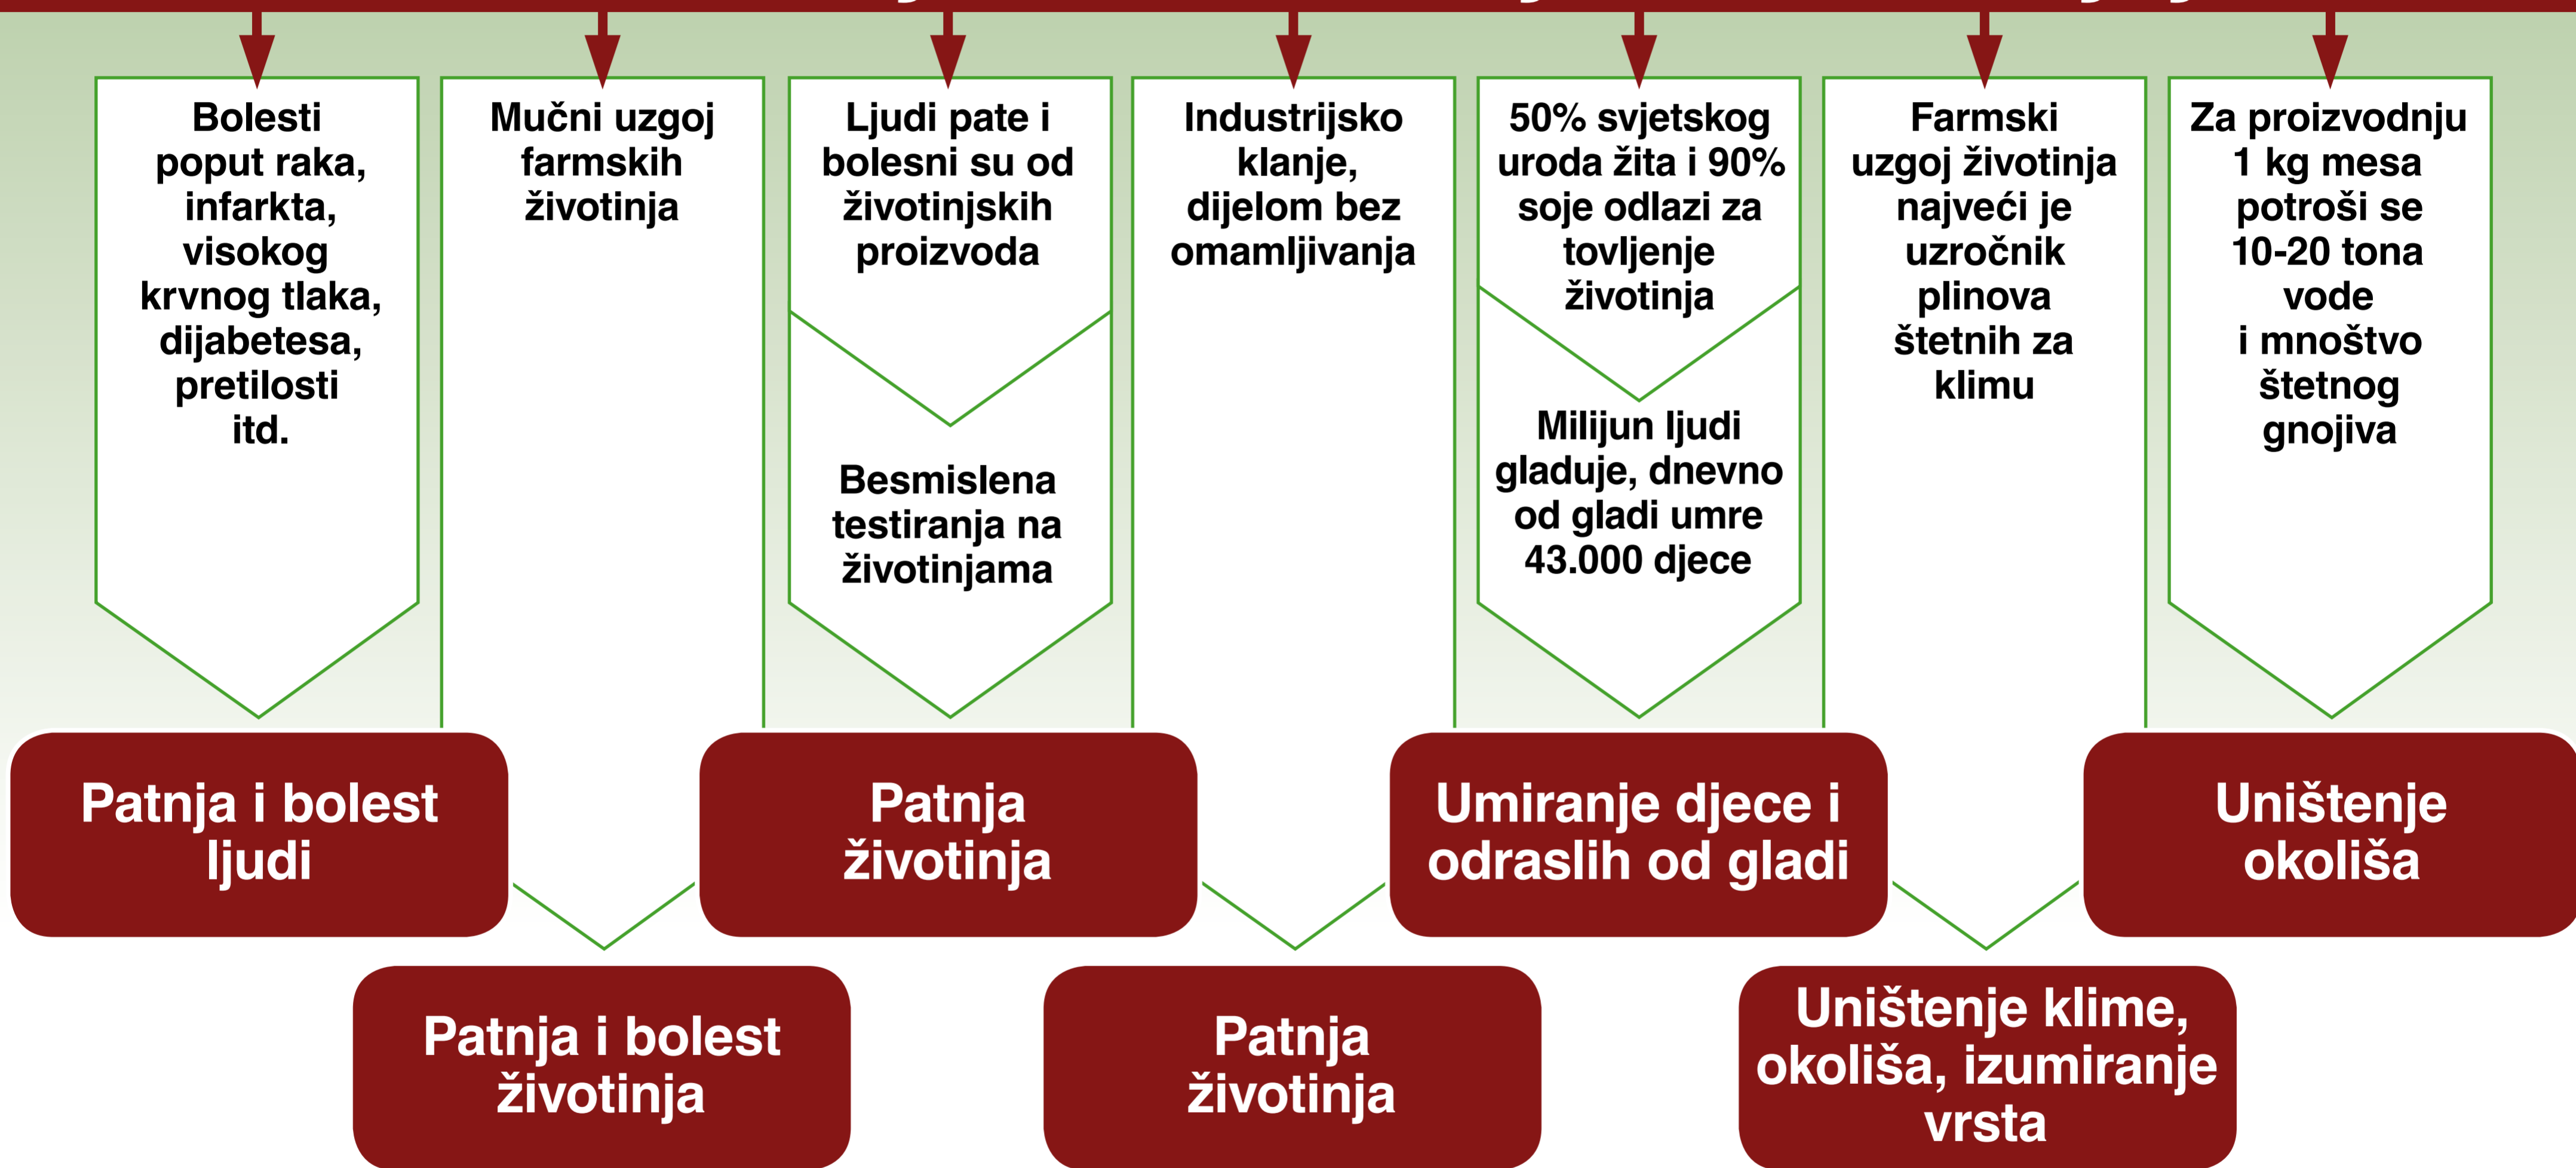 Bolesti
poput raka,
infarkta,
visokog
krvnog tlaka,
dijabetesa,
pretilosti
itd.
Mučni uzgoj
farmskih
životinja
Ljudi pate i
bolesni su od
životinjskih
proizvoda
Besmislena
testiranja na
životinjama
Industrijsko
klanje,
dijelom bez
omamljivanja
50% svjetskog
uroda žita i 90%
soje odlazi za
tovljenje
životinja
Milijun ljudi
gladuje, dnevno
od gladi umre
43.000 djece
Farmski
uzgoj životinja
najveći je
uzročnik
plinova
štetnih za
klimu
Za proizvodnju
1 kg mesa
potroši se
10-20 tona
vode
i mnoštvo
štetnog
gnojiva
Patnja i bolest
ljudi
Patnja
životinja
Umiranje djece i
odraslih od gladi
Uništenje
okoliša
Patnja i bolest
životinja
Patnja
životinja
Uništenje klime,
okoliša, izumiranje
vrsta